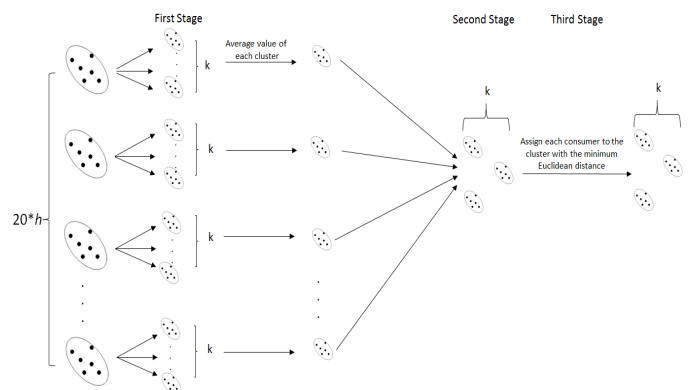 First Stage
Second Stage
Third Stage
Average value of
each cluster
k
k
k
k
k
k
Assign each consumer to the
cluster with the minimum
Euclidean distance
20*h